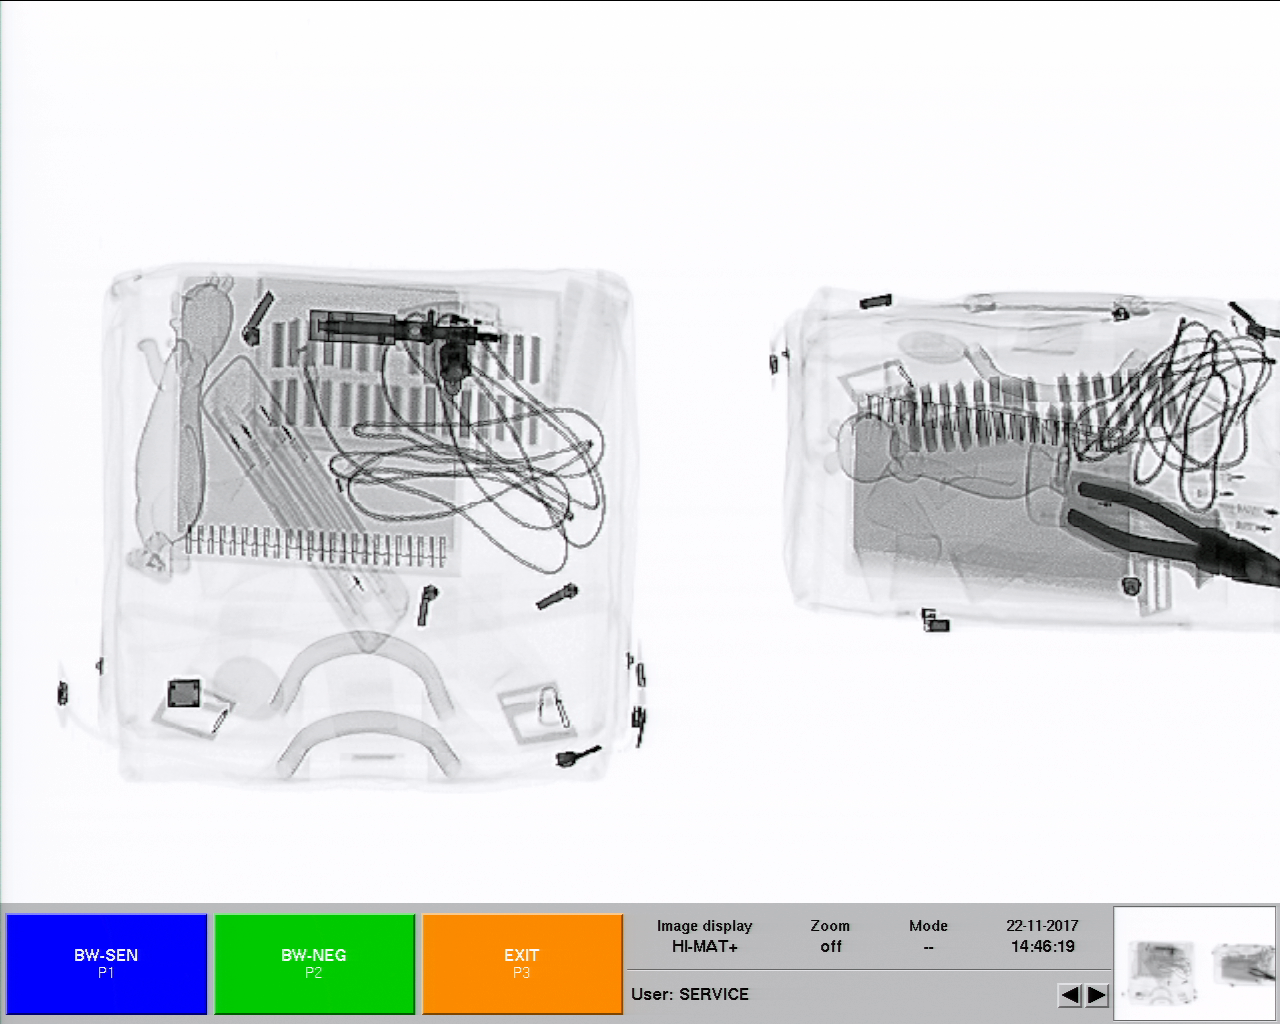 BW-SEN
P1
BW-NEG
P2
EXIT
P3
Image display
HI-MAT+
Zoom
off
Mode
--
22-11-2017
14:46:19
User: SERVICE